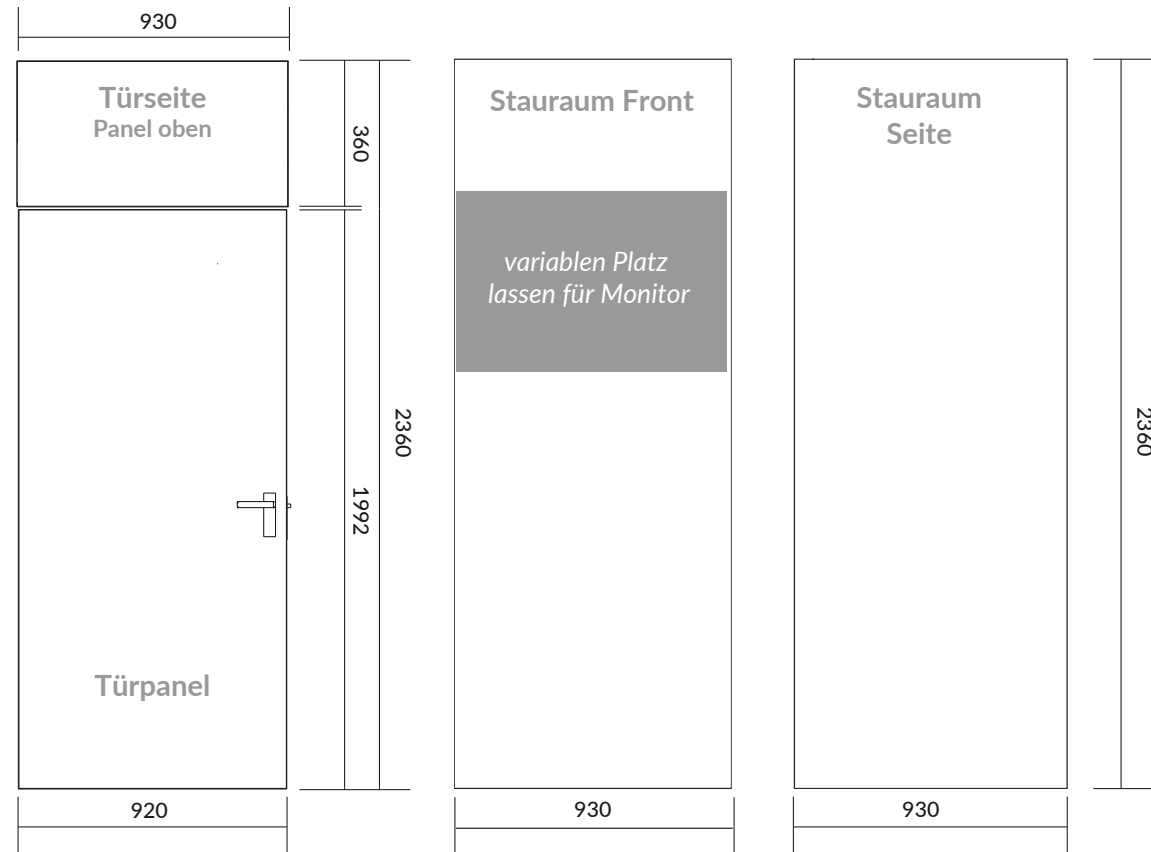 930
Türseite
Panel oben
360
Stauraum Front
Stauraum
Seite
variablen Platz
lassen für Monitor
2360
2360
1992
Türpanel
920
930
930